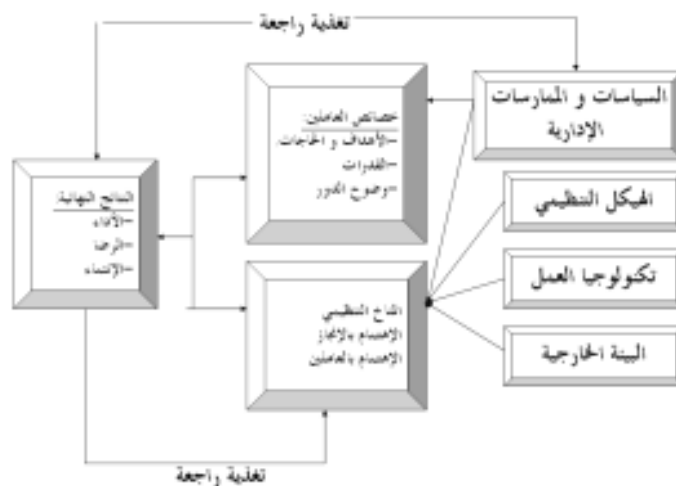 تغذية راجعة
السياسات و الممارسات
الإدارية
الهيكل التنظيمي
تكنولوجيا العمل
البيئة الخارجية
خصائص العاملين:
-الأهداف و الحاجات.
-القدرات
-وضوح الدور
المناخ التنظيمي
الاهتمام بالإنجاز
الاهتمام بالعاملين
النتائج النهائية:
-الأداء
-الرضا
-الإنتماء
تغذية راجعة